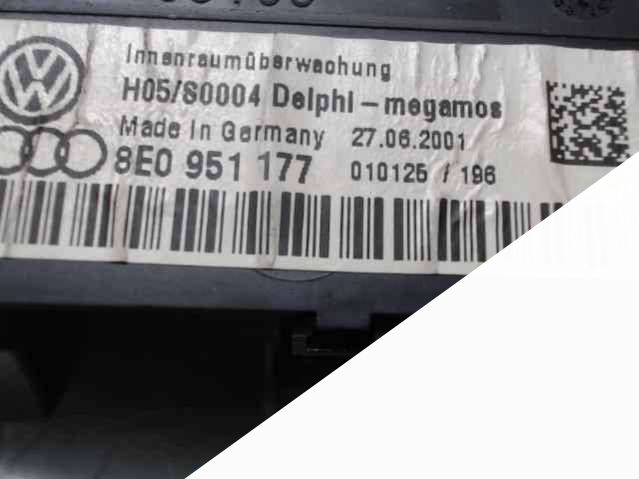 Innenraumüberwachung
H05/S0004 Delphi - megamos
Made in Germany 27.06.2001
8E0 951 177 010125 / 196